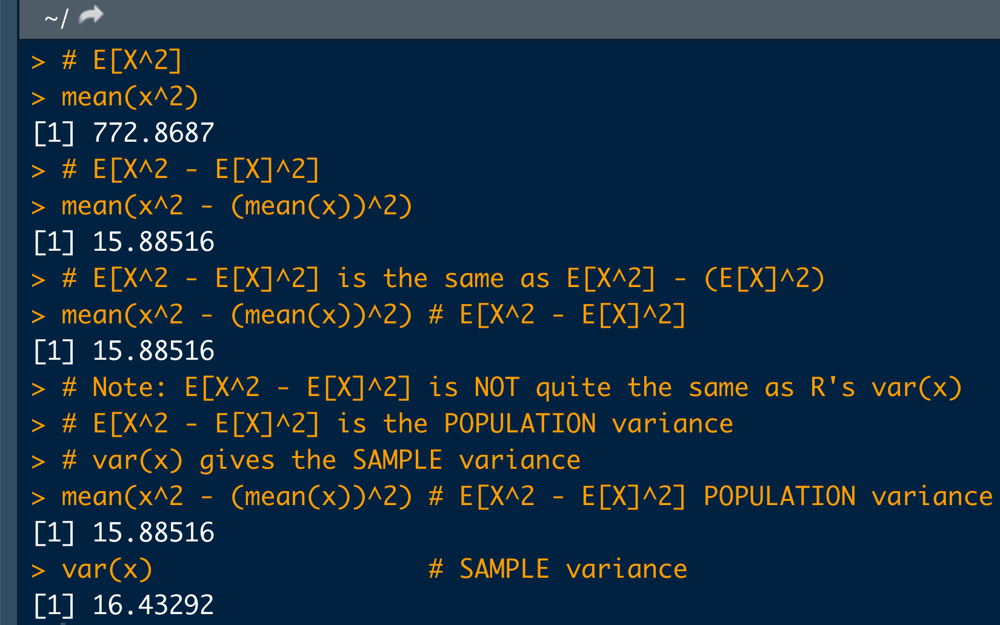 ~/
> # E[X^2]
> mean(x^2)
[1] 772.8687
> # E[X^2 - E[X]^2]
> mean(x^2 - (mean(x))^2)
[1] 15.88516
> # E[X^2 - E[X]^2] is the same as E[X^2] - (E[X]^2)
> mean(x^2 - (mean(x))^2) # E[X^2 - E[X]^2]
[1] 15.88516
> # Note: E[X^2 - E[X]^2] is NOT quite the same as R's var(x)
> # E[X^2 - E[X]^2] is the POPULATION variance
> # var(x) gives the SAMPLE variance
> mean(x^2 - (mean(x))^2) # E[X^2 - E[X]^2] POPULATION variance
[1] 15.88516
> var(x)                  # SAMPLE variance
[1] 16.43292